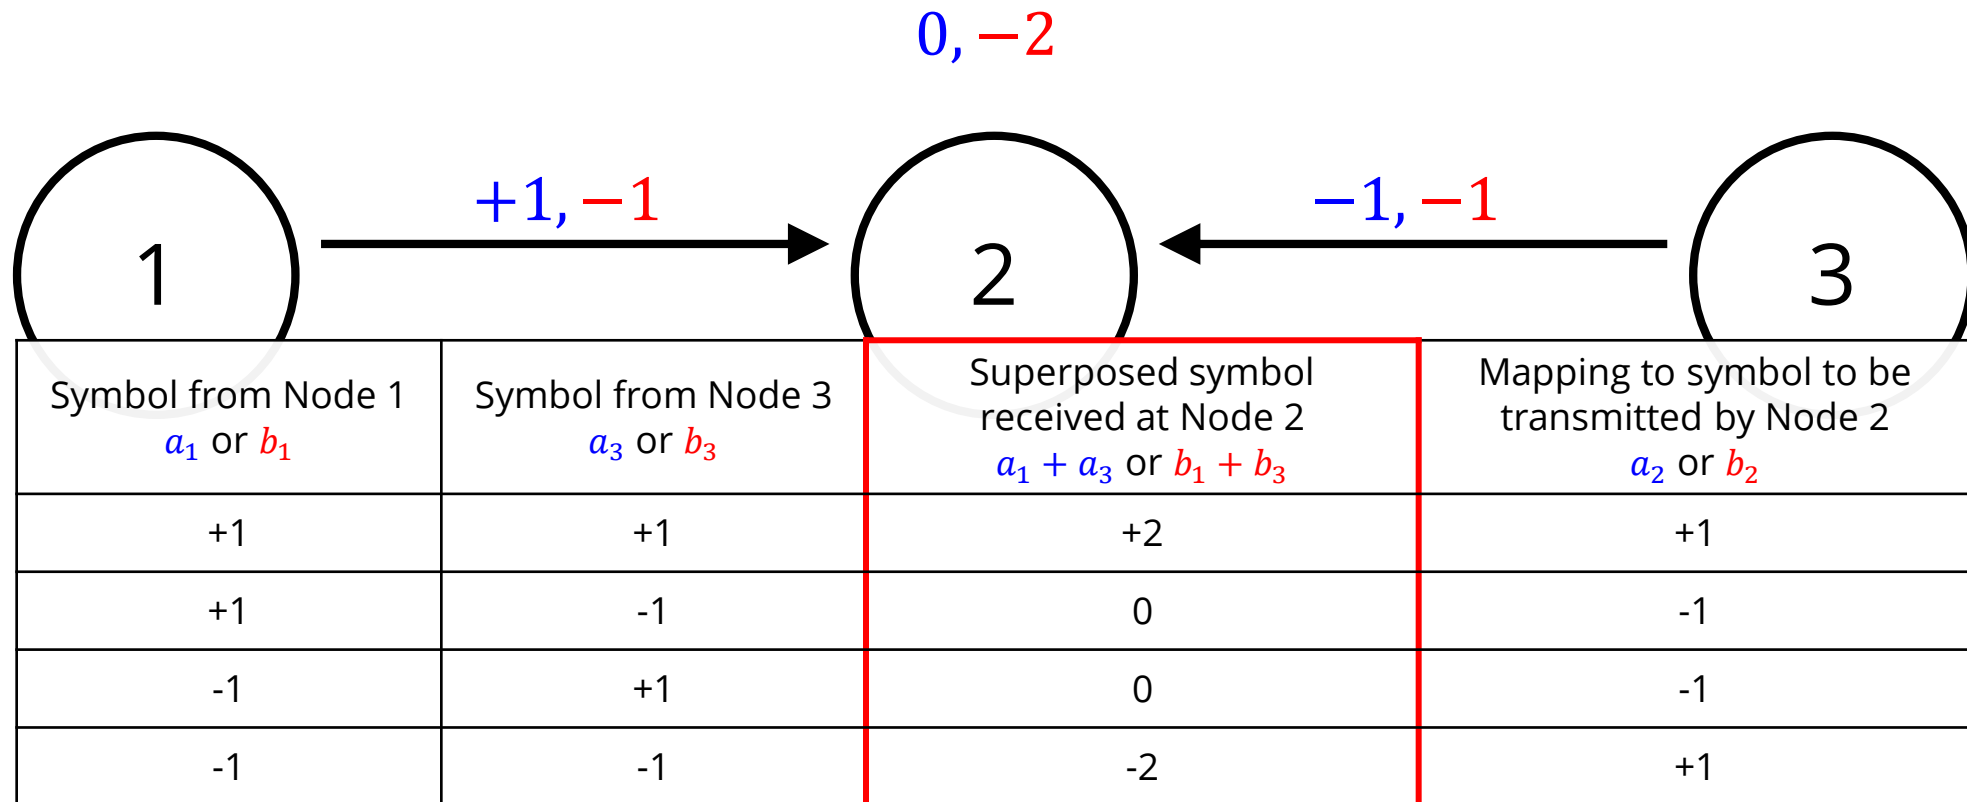 0, −2
+1, −1
−1, −1
1
2
3
Symbol from Node 1
a₁ or b₁
Symbol from Node 3
a₃ or b₃
Superposed symbol
received at Node 2
a₁ + a₃ or b₁ + b₃
Mapping to symbol to be
transmitted by Node 2
a₂ or b₂
+1 +1 +2 +1
+1 -1 0 -1
-1 +1 0 -1
-1 -1 -2 +1